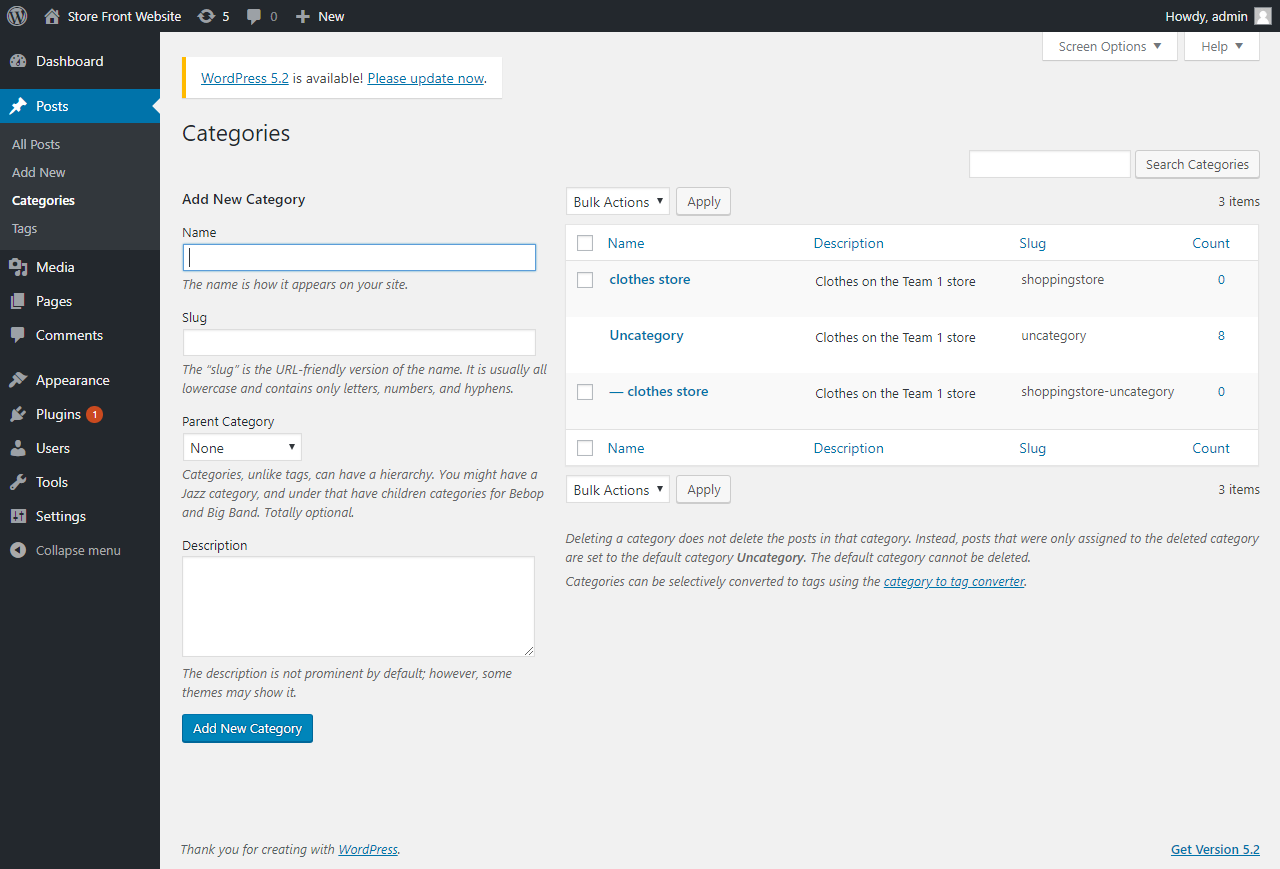 Store Front Website 5 0 New Howdy, admin
Dashboard
Posts
All Posts
Add New
Categories
Tags
Media
Pages
Comments
Appearance
Plugins 1
Users
Tools
Settings
Collapse menu
Screen Options Help
WordPress 5.2 is available! Please update now.
Categories
Search Categories
Add New Category
Name
The name is how it appears on your site.
Slug
The “slug” is the URL-friendly version of the name. It is usually all
lowercase and contains only letters, numbers, and hyphens.
Parent Category
None
Categories, unlike tags, can have a hierarchy. You might have a
Jazz category, and under that have children categories for Bebop
and Big Band. Totally optional.
Description
The description is not prominent by default; however, some
themes may show it.
Add New Category
Bulk Actions Apply 3 items
Name Description Slug Count
clothes store Clothes on the Team 1 store shoppingstore 0
Uncategory Clothes on the Team 1 store uncategory 8
— clothes store Clothes on the Team 1 store shoppingstore-uncategory 0
Name Description Slug Count
Bulk Actions Apply 3 items
Deleting a category does not delete the posts in that category. Instead, posts that were only assigned to the deleted category
are set to the default category Uncategory. The default category cannot be deleted.
Categories can be selectively converted to tags using the category to tag converter.
Thank you for creating with WordPress. Get Version 5.2